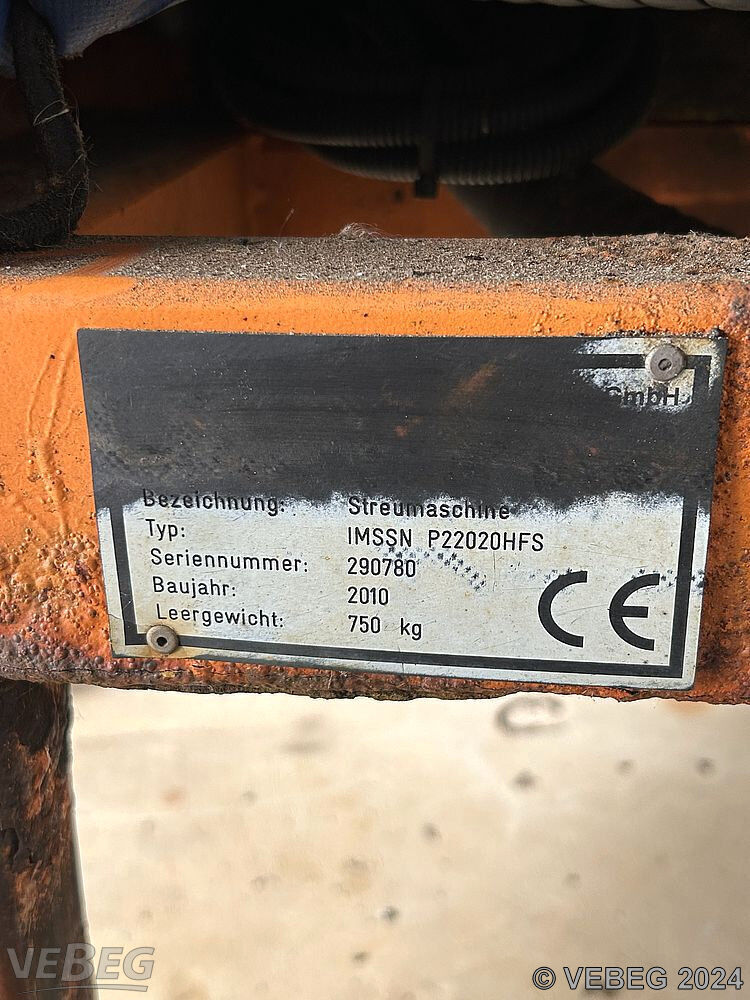 GmbH
Bezeichnung: Streumaschine
Typ: IMSSN P22020HFS
Seriennummer: 290780
Baujahr: 2010
Leergewicht: 750 kg
CE
VEBEG
© VEBEG 2024